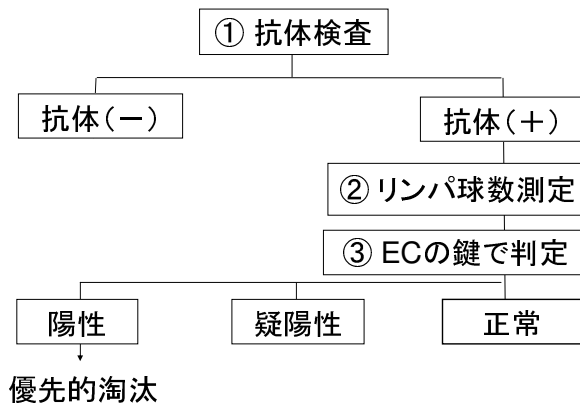 ① 抗体検査
抗体(－)
抗体(＋)
② リンパ球数測定
③ ECの鍵で判定
陽性
疑陽性
正常
優先的淘汰